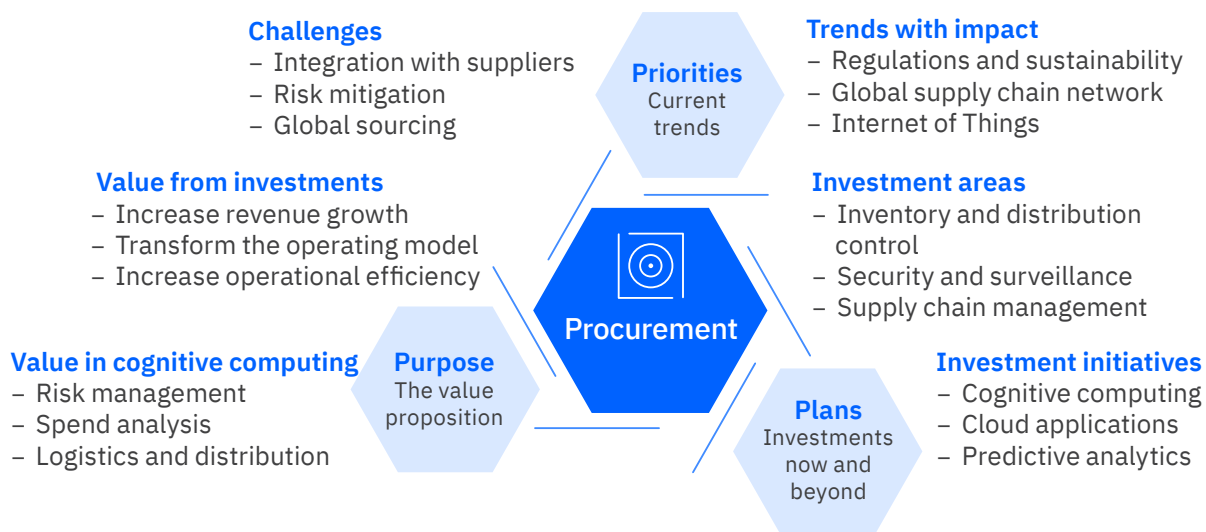 Challenges
– Integration with suppliers
– Risk mitigation
– Global sourcing
Priorities
Current
trends
Trends with impact
– Regulations and sustainability
– Global supply chain network
– Internet of Things
Value from investments
– Increase revenue growth
– Transform the operating model
– Increase operational efficiency
Procurement
Investment areas
– Inventory and distribution
control
– Security and surveillance
– Supply chain management
Value in cognitive computing
– Risk management
– Spend analysis
– Logistics and distribution
Purpose
The value
proposition
Plans
Investments
now and
beyond
Investment initiatives
– Cognitive computing
– Cloud applications
– Predictive analytics